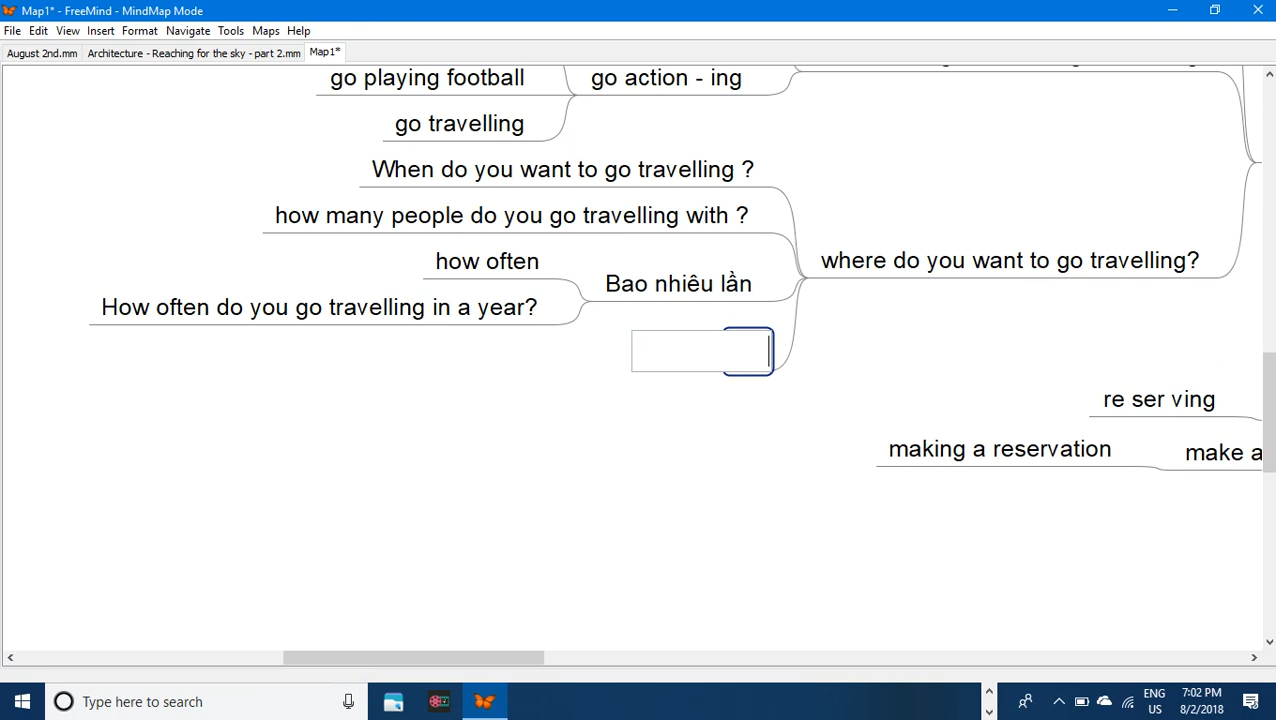 Map1* - FreeMind - MindMap Mode
File Edit View Insert Format Navigate Tools Maps Help
August 2nd.mm Architecture - Reaching for the sky - part 2.mm Map1*
go playing football go action - ing
go travelling
When do you want to go travelling ?
how many people do you go travelling with ?
how often where do you want to go travelling?
Bao nhiêu lần
How often do you go travelling in a year?
re ser ving
making a reservation make a
Type here to search
ENG 7:02 PM
US 8/2/2018